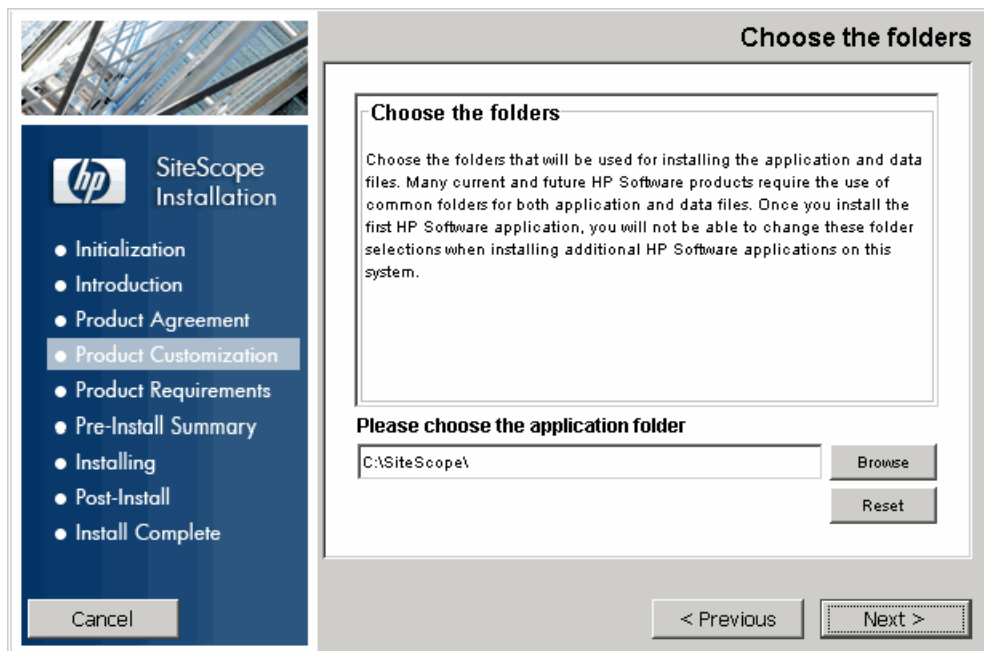 Choose the folders
hp
SiteScope
Installation
Initialization
Introduction
Product Agreement
Product Customization
Product Requirements
Pre-Install Summary
Installing
Post-Install
Install Complete
Cancel
Choose the folders
Choose the folders that will be used for installing the application and data
files. Many current and future HP Software products require the use of
common folders for both application and data files. Once you install the
first HP Software application, you will not be able to change these folder
selections when installing additional HP Software applications on this
system.
Please choose the application folder
C:\SiteScope\
Browse
Reset
< Previous
Next >